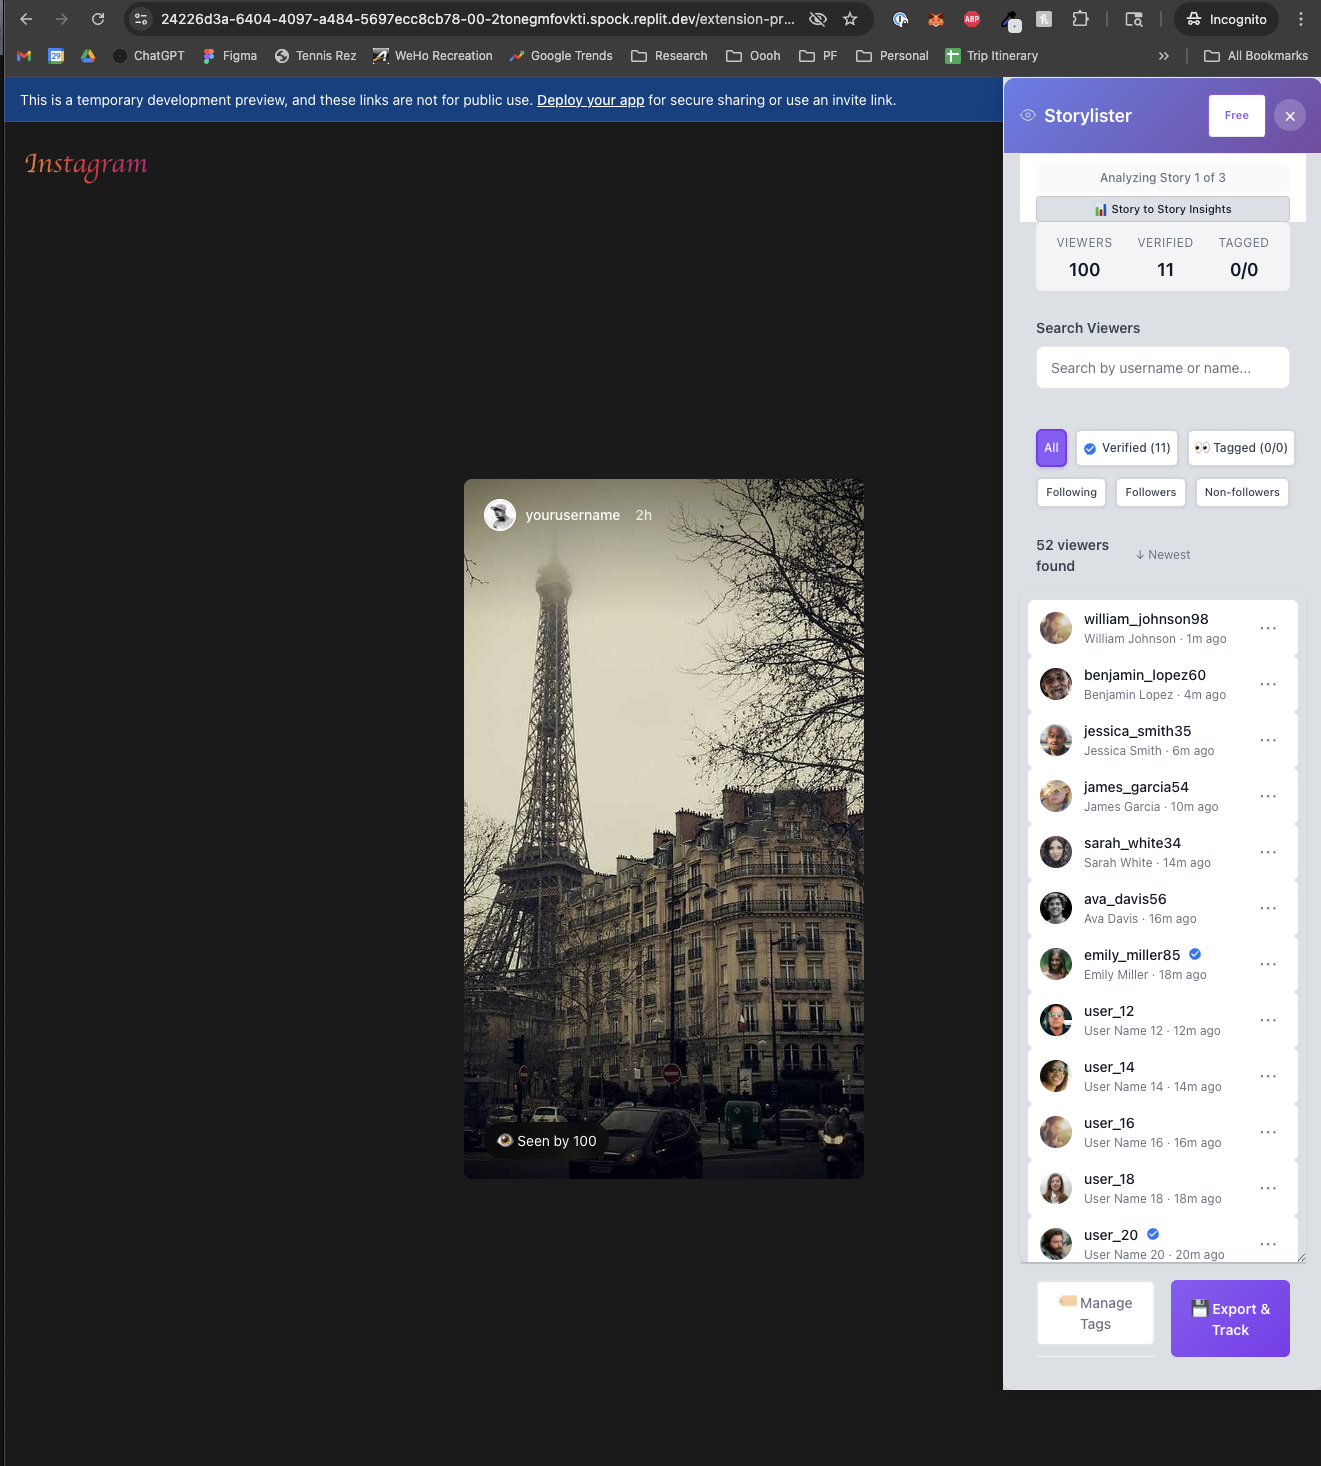 24226d3a-6404-4097-a484-5697ecc8cb78-00-2tonegmfovkti.spock.replit.dev/extension-pr...
ABP
Incognito
29
ChatGPT
Figma
Tennis Rez
WeHo Recreation
Google Trends
Research
Oooh
PF
Personal
Trip Itinerary
All Bookmarks
This is a temporary development preview, and these links are not for public use. Deploy your app for secure sharing or use an invite link.
Instagram
yourusername 2h
Seen by 100
Storylister
Free
Analyzing Story 1 of 3
Story to Story Insights
VIEWERS VERIFIED TAGGED
100 11 0/0
Search Viewers
Search by username or name...
All
Verified (11)
Tagged (0/0)
Following
Followers
Non-followers
52 viewers
found
↓ Newest
william_johnson98
William Johnson · 1m ago
benjamin_lopez60
Benjamin Lopez · 4m ago
jessica_smith35
Jessica Smith · 6m ago
james_garcia54
James Garcia · 10m ago
sarah_white34
Sarah White · 14m ago
ava_davis56
Ava Davis · 16m ago
emily_miller85
Emily Miller · 18m ago
user_12
User Name 12 · 12m ago
user_14
User Name 14 · 14m ago
user_16
User Name 16 · 16m ago
user_18
User Name 18 · 18m ago
user_20
User Name 20 · 20m ago
Manage
Tags
Export &
Track